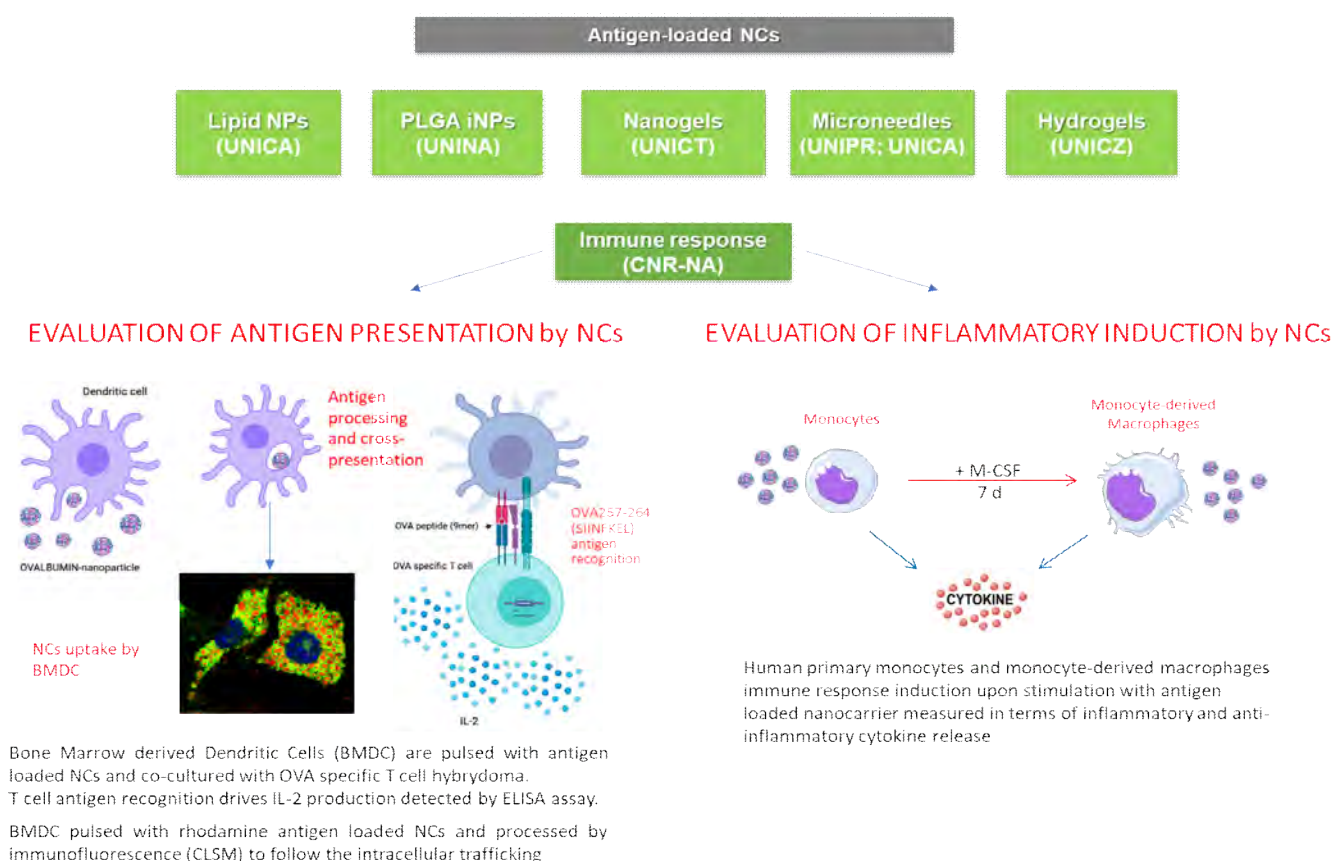 Antigen-loaded NCs
Lipid NPs
(UNICA)
PLGA iNPs
(UNINA)
Nanogels
(UNICT)
Microneedles
(UNIPR; UNICA)
Hydrogels
(UNICZ)
Immune response
(CNR-NA)
EVALUATION OF ANTIGEN PRESENTATION by NCs
Dendritic cell
OVALBUMIN-nanoparticle
Antigen
processing
and cross-
presentation
OVA peptide (9mer)
OVA257-264
(SIINFKEL)
antigen
recognition
OVA specific T cell
NCs uptake by
BMDC
IL-2
Bone Marrow derived Dendritic Cells (BMDC) are pulsed with antigen
loaded NCs and co-cultured with OVA specific T cell hybrydoma.
T cell antigen recognition drives IL-2 production detected by ELISA assay.
BMDC pulsed with rhodamine antigen loaded NCs and processed by
immunofluorescence (CLSM) to follow the intracellular trafficking
EVALUATION OF INFLAMMATORY INDUCTION by NCs
Monocytes
Monocyte-derived
Macrophages
+ M-CSF
7 d
CYTOKINE
Human primary monocytes and monocyte-derived macrophages
immune response induction upon stimulation with antigen
loaded nanocarrier measured in terms of inflammatory and anti-
inflammatory cytokine release